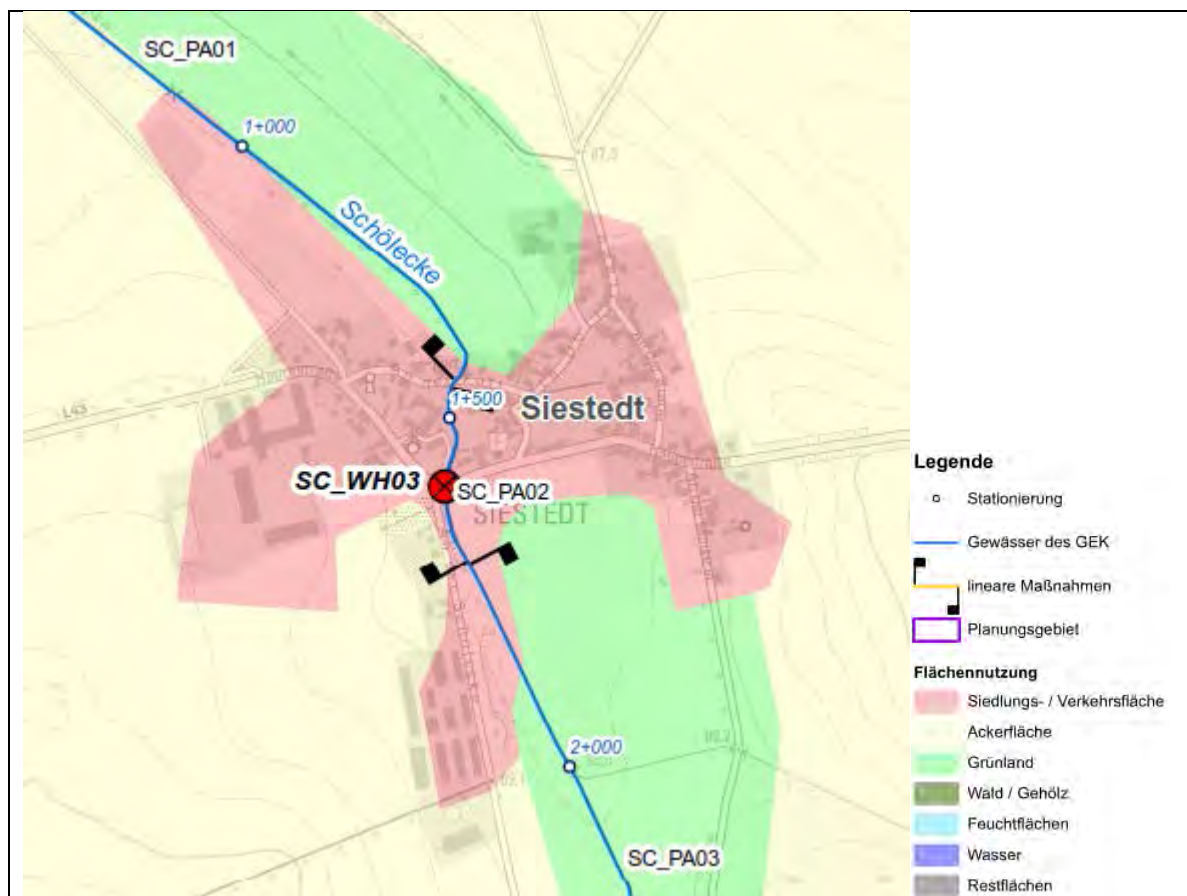 SC_PA01
1+000
Schölecke
1+500
L43
Siestedt
SC_WH03
SC_PA02
SIESTEDT
2+000
SC_PA03
Legende
Stationierung
Gewässer des GEK
lineare Maßnahmen
Planungsgebiet
Flächennutzung
Siedlungs- / Verkehrsfläche
Ackerfläche
Grünland
Wald / Gehölz
Feuchtflächen
Wasser
Restflächen